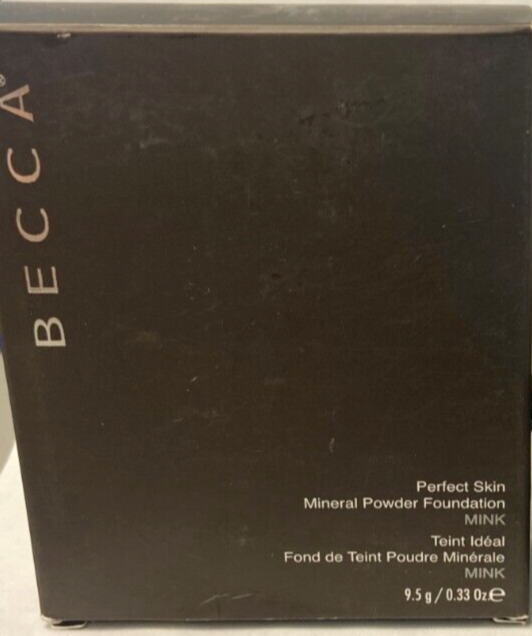 BECCA®
Perfect Skin
Mineral Powder Foundation
MINK
Teint Idéal
Fond de Teint Poudre Minérale
MINK
9.5 g / 0.33 Oz.℮